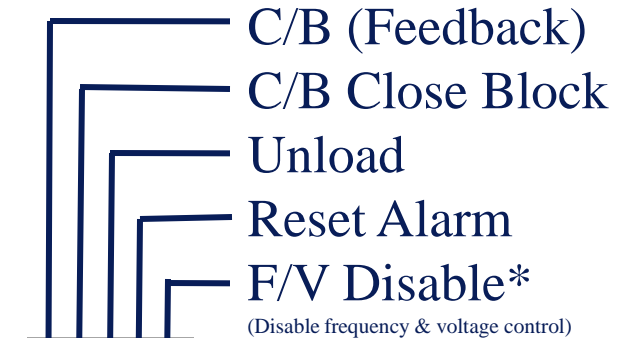 C/B (Feedback)
C/B Close Block
Unload
Reset Alarm
F/V Disable*
(Disable frequency & voltage control)